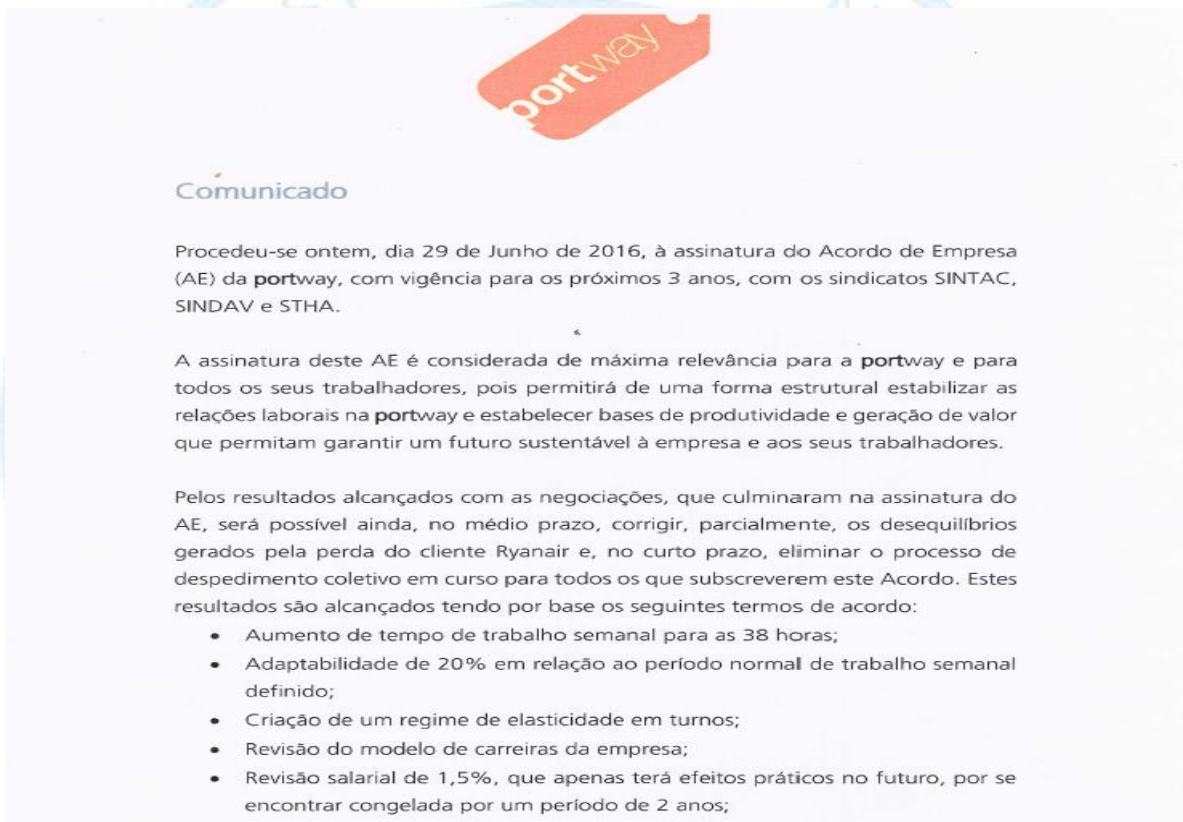 portway
Comunicado
Procedeu-se ontem, dia 29 de Junho de 2016, à assinatura do Acordo de Empresa
(AE) da portway, com vigência para os próximos 3 anos, com os sindicatos SINTAC,
SINDAV e STHA.
A assinatura deste AE é considerada de máxima relevância para a portway e para
todos os seus trabalhadores, pois permitirá de uma forma estrutural estabilizar as
relações laborais na portway e estabelecer bases de produtividade e geração de valor
que permitam garantir um futuro sustentável à empresa e aos seus trabalhadores.
Pelos resultados alcançados com as negociações, que culminaram na assinatura do
AE, será possível ainda, no médio prazo, corrigir, parcialmente, os desequilíbrios
gerados pela perda do cliente Ryanair e, no curto prazo, eliminar o processo de
despedimento coletivo em curso para todos os que subscreverem este Acordo. Estes
resultados são alcançados tendo por base os seguintes termos de acordo:
• Aumento de tempo de trabalho semanal para as 38 horas;
• Adaptabilidade de 20% em relação ao período normal de trabalho semanal
definido;
• Criação de um regime de elasticidade em turnos;
• Revisão do modelo de carreiras da empresa;
• Revisão salarial de 1,5%, que apenas terá efeitos práticos no futuro, por se
encontrar congelada por um período de 2 anos;